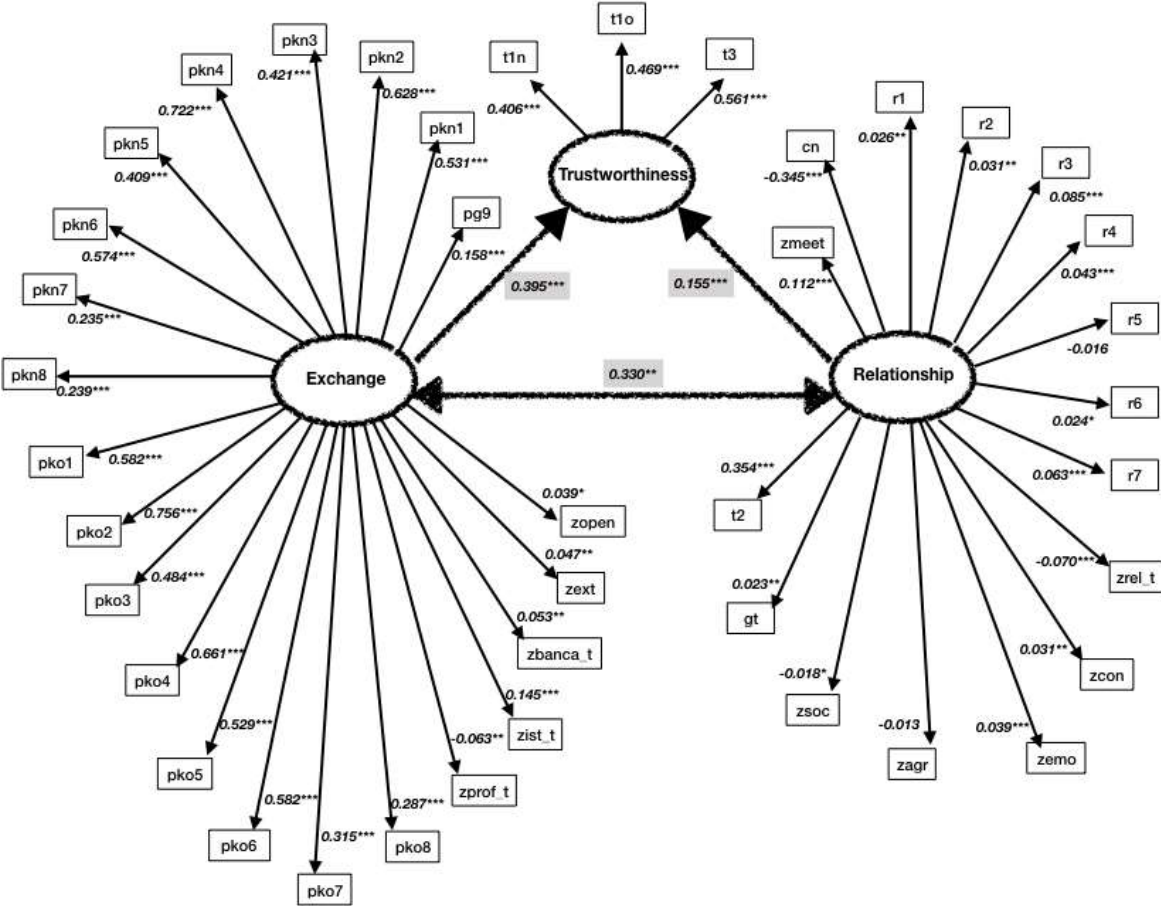 t1o
pkn3
t1n
t3
pkn2
0.469***
0.421***
pkn4
0.628***
0.406***
0.561***
r1
0.722***
pkn1
r2
pkn5
0.531***
cn
0.026**
0.031**
r3
0.409***
Trustworthiness
-0.345***
0.085***
pg9
pkn6
r4
zmeet
0.158***
0.574***
0.043***
pkn7
0.395***
0.155***
0.112***
r5
0.235***
-0.016
pkn8
Exchange
0.330**
Relationship
0.239***
r6
0.024*
pko1
0.582***
0.354***
0.063***
r7
0.039*
pko2
0.756***
zopen
t2
0.047**
-0.070***
0.484***
zrel_t
pko3
zext
0.023**
gt
0.053**
0.031**
0.661***
zbanca_t
pko4
-0.018*
zcon
0.145***
zsoc
0.529***
-0.063**
zist_t
-0.013
0.039***
pko5
zagr
zemo
zprof_t
0.582***
0.287***
0.315***
pko6
pko8
pko7